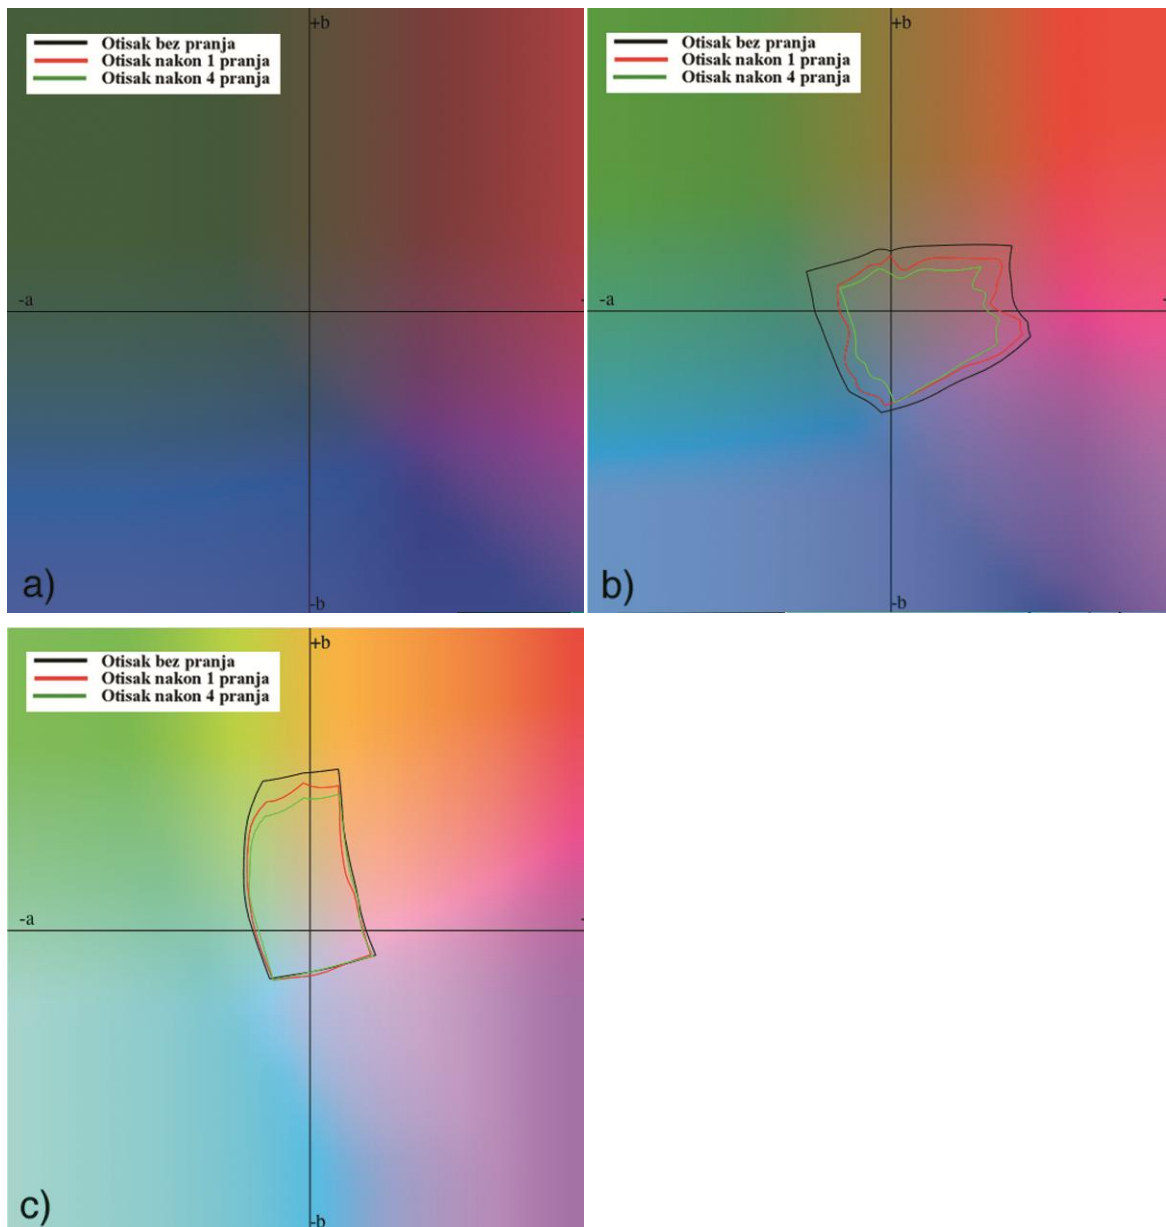 +b
Otisak bez pranja
Otisak nakon 1 pranja
Otisak nakon 4 pranja
-a
-b
a)
+b
Otisak bez pranja
Otisak nakon 1 pranja
Otisak nakon 4 pranja
-a
-b
b)
+b
Otisak bez pranja
Otisak nakon 1 pranja
Otisak nakon 4 pranja
-a
-b
c)